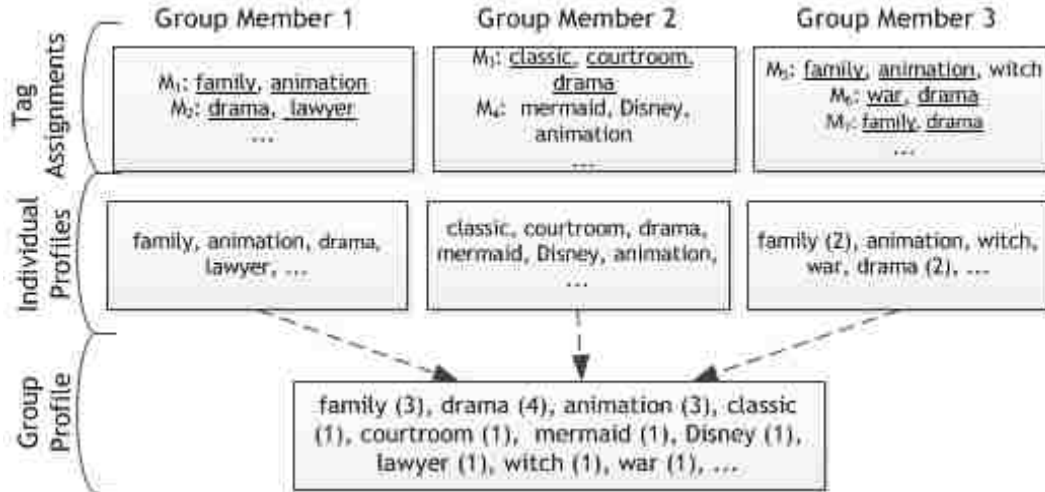 Group Member 1
Group Member 2
Group Member 3
Tag
Assignments
M₁: family, animation
M₂: drama, lawyer
...
M₃: classic, courtroom,
drama
M₄: mermaid, Disney,
animation
...
M₅: family, animation, witch
M₆: war, drama
M₇: family, drama
...
Individual
Profiles
family, animation, drama,
lawyer, ...
classic, courtroom, drama,
mermaid, Disney, animation,
...
family (2), animation, witch,
war, drama (2), ...
Group
Profile
family (3), drama (4), animation (3), classic
(1), courtroom (1), mermaid (1), Disney (1),
lawyer (1), witch (1), war (1), ...